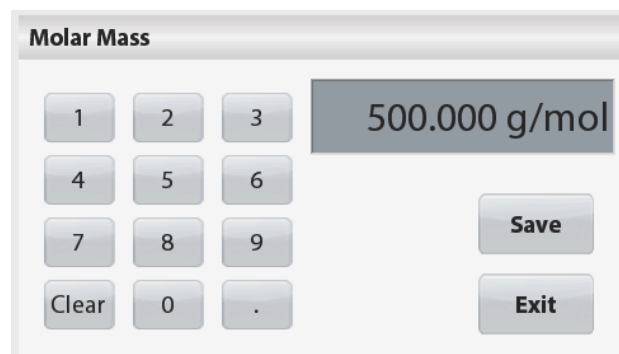 Molar Mass
500.000 g/mol
1 2 3
4 5 6
7 8 9
Clear 0 .
Save
Exit